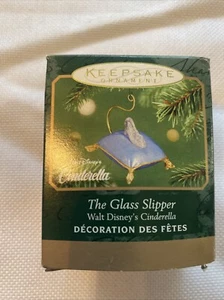 KEEPSAKE
ORNAMENT
Walt Disney's
Cinderella
The Glass Slipper
Walt Disney's Cinderella
DÉCORATION DES FÊTES